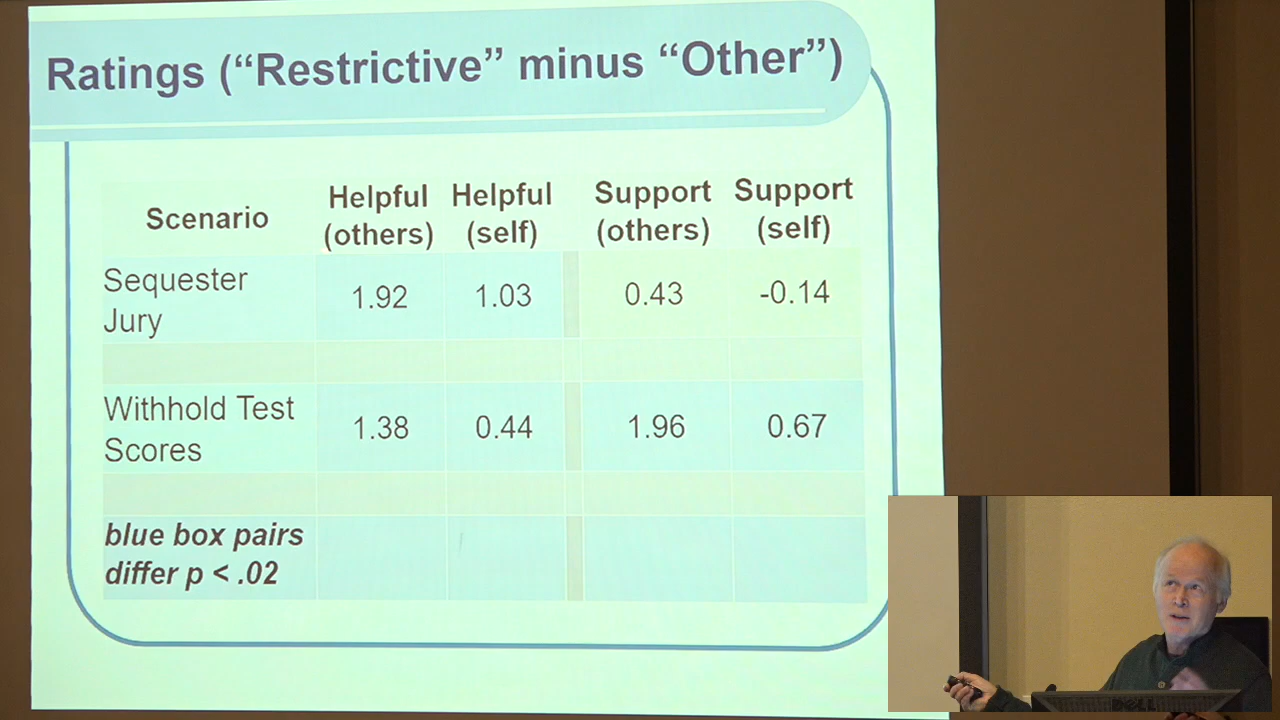 Ratings (“Restrictive” minus “Other”)
Scenario
Helpful (others)
Helpful (self)
Support (others)
Support (self)
Sequester Jury
1.92
1.03
0.43
-0.14
Withhold Test Scores
1.38
0.44
1.96
0.67
blue box pairs
differ p < .02
DELL